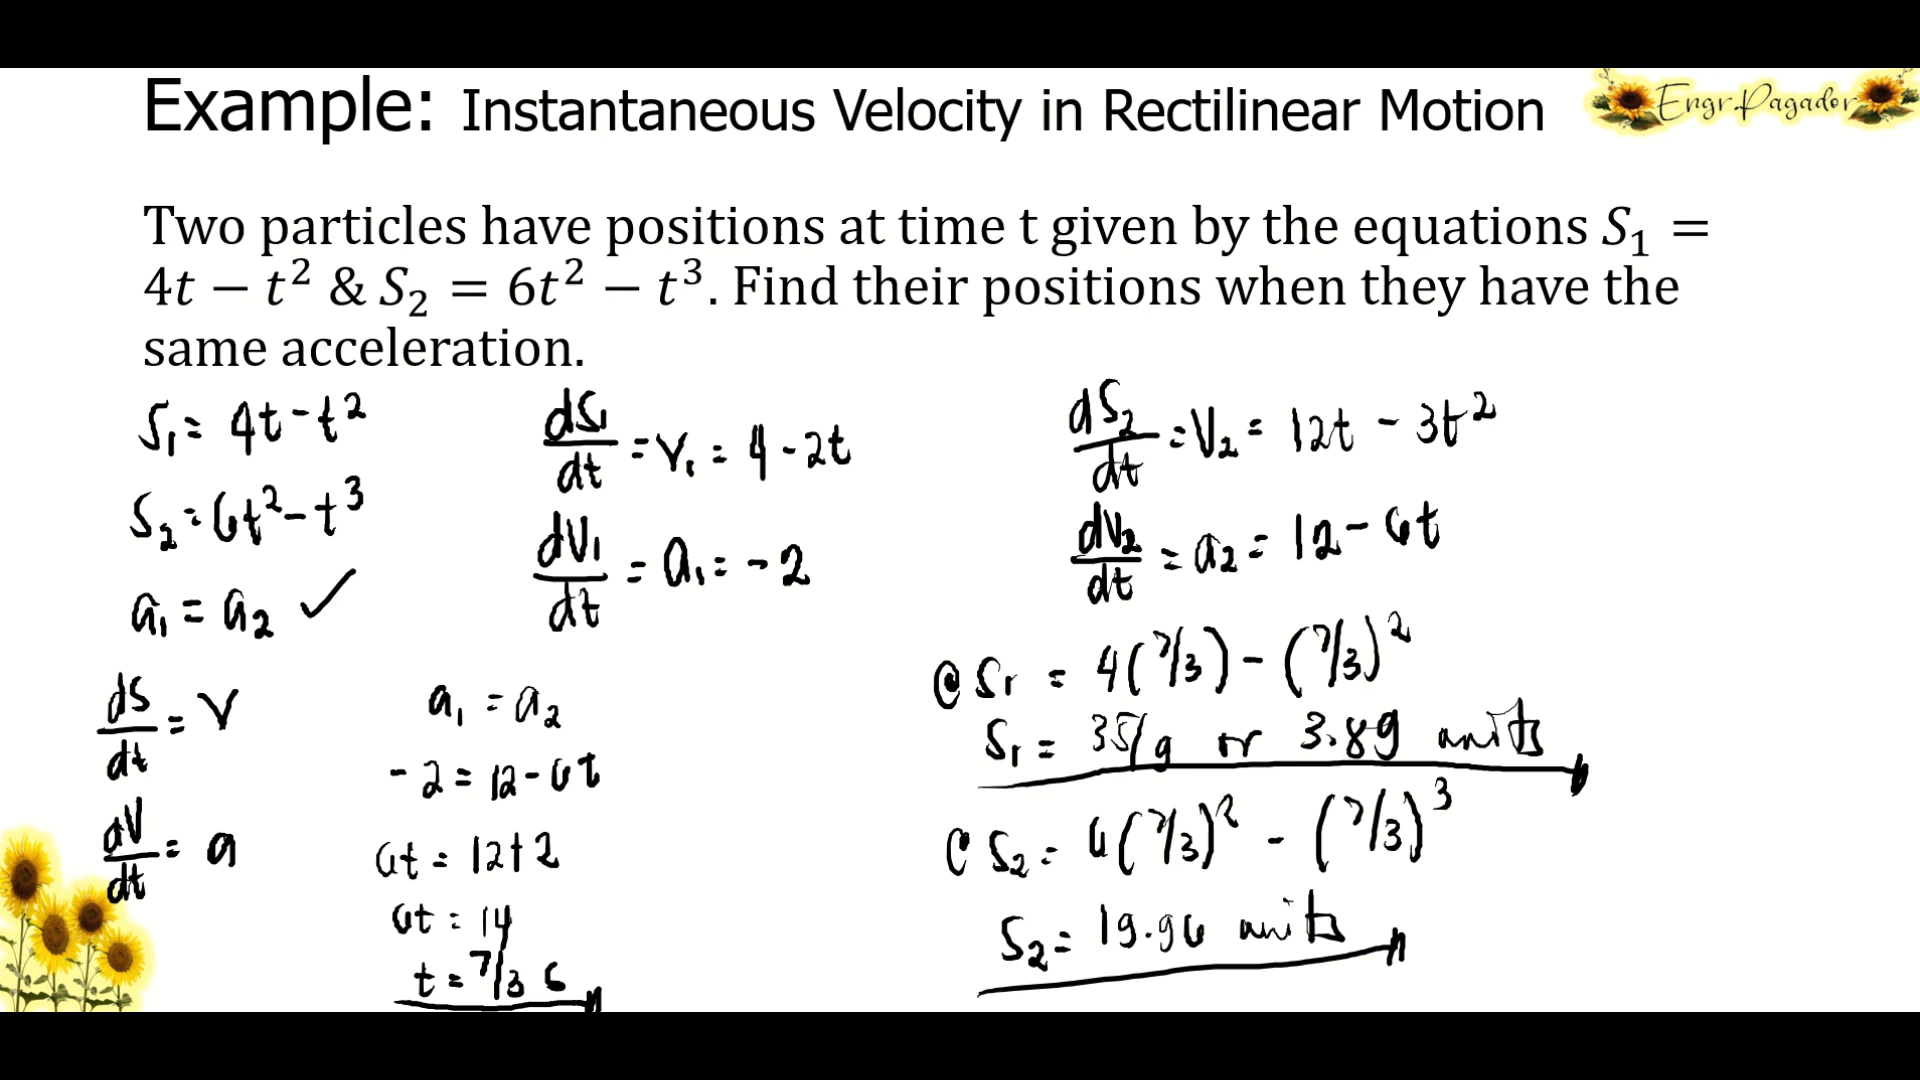 Example: Instantaneous Velocity in Rectilinear Motion
Engr.Pagador
Two particles have positions at time t given by the equations S₁ =
4t − t² & S₂ = 6t² − t³. Find their positions when they have the
same acceleration.
S₁ = 4t - t²
S₂ = 6t² - t³
a₁ = a₂ ✓
dS/dt = V
dV/dt = a
dS₁/dt = V₁ = 4 - 2t
dV₁/dt = a₁ = -2
a₁ = a₂
-2 = 12 - 6t
6t = 12 + 2
6t = 14
t = 7/3 s
dS₂/dt = V₂ = 12t - 3t²
dV₂/dt = a₂ = 12 - 6t
@ S₁ = 4(7/3) - (7/3)²
S₁ = 35/9 or 3.89 units
@ S₂ = 6(7/3)² - (7/3)³
S₂ = 19.96 units